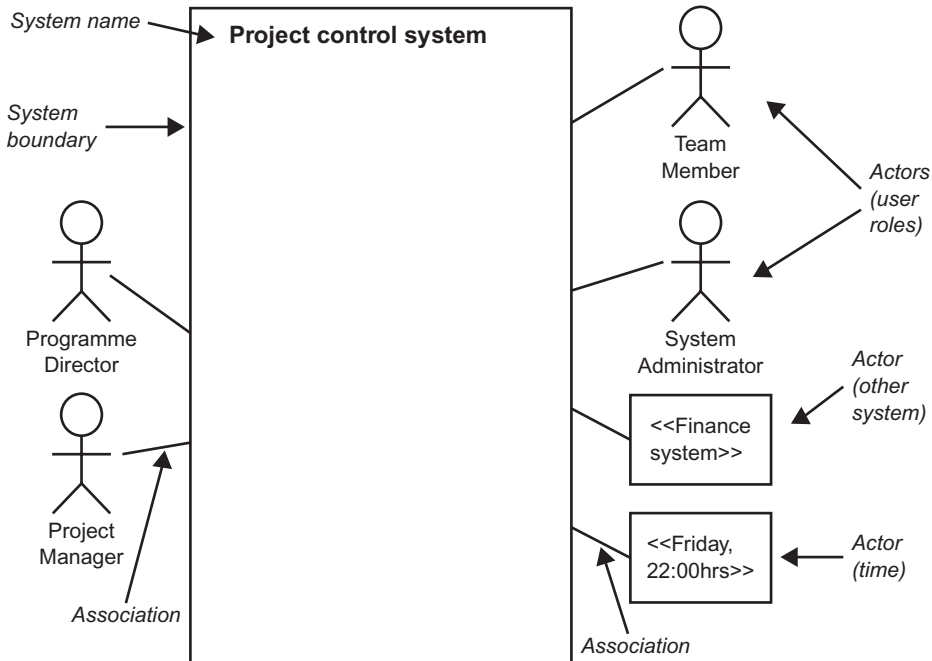 System name
Project control system
System
boundary
Team
Member
Actors
(user
roles)
Programme
Director
System
Administrator
Actor
(other
system)
<<Finance
system>>
Project
Manager
<<Friday,
22:00hrs>>
Actor
(time)
Association
Association